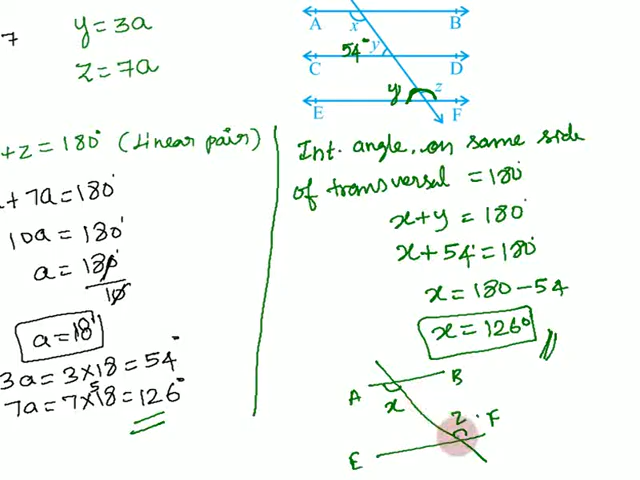 7
y = 3a
z = 7a
+ z = 180° (Linear pair)
+ 7a = 180°
10a = 180°
a = 180°
10
a = 18°
3a = 3×18 = 54°
7a = 7×18 = 126°
5
A x B
54° y
C D
y z
E F
Int. angle, on same side
of transversal = 180°
x + y = 180°
x + 54° = 180°
x = 180 - 54
x = 126°
A B
x
z F
E